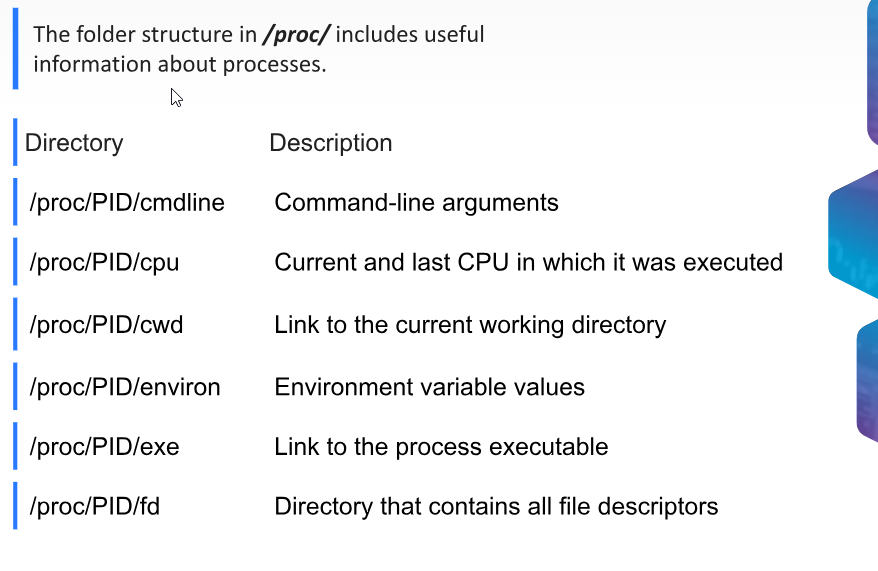 The folder structure in /proc/ includes useful
information about processes.
Directory Description
/proc/PID/cmdline Command-line arguments
/proc/PID/cpu Current and last CPU in which it was executed
/proc/PID/cwd Link to the current working directory
/proc/PID/environ Environment variable values
/proc/PID/exe Link to the process executable
/proc/PID/fd Directory that contains all file descriptors